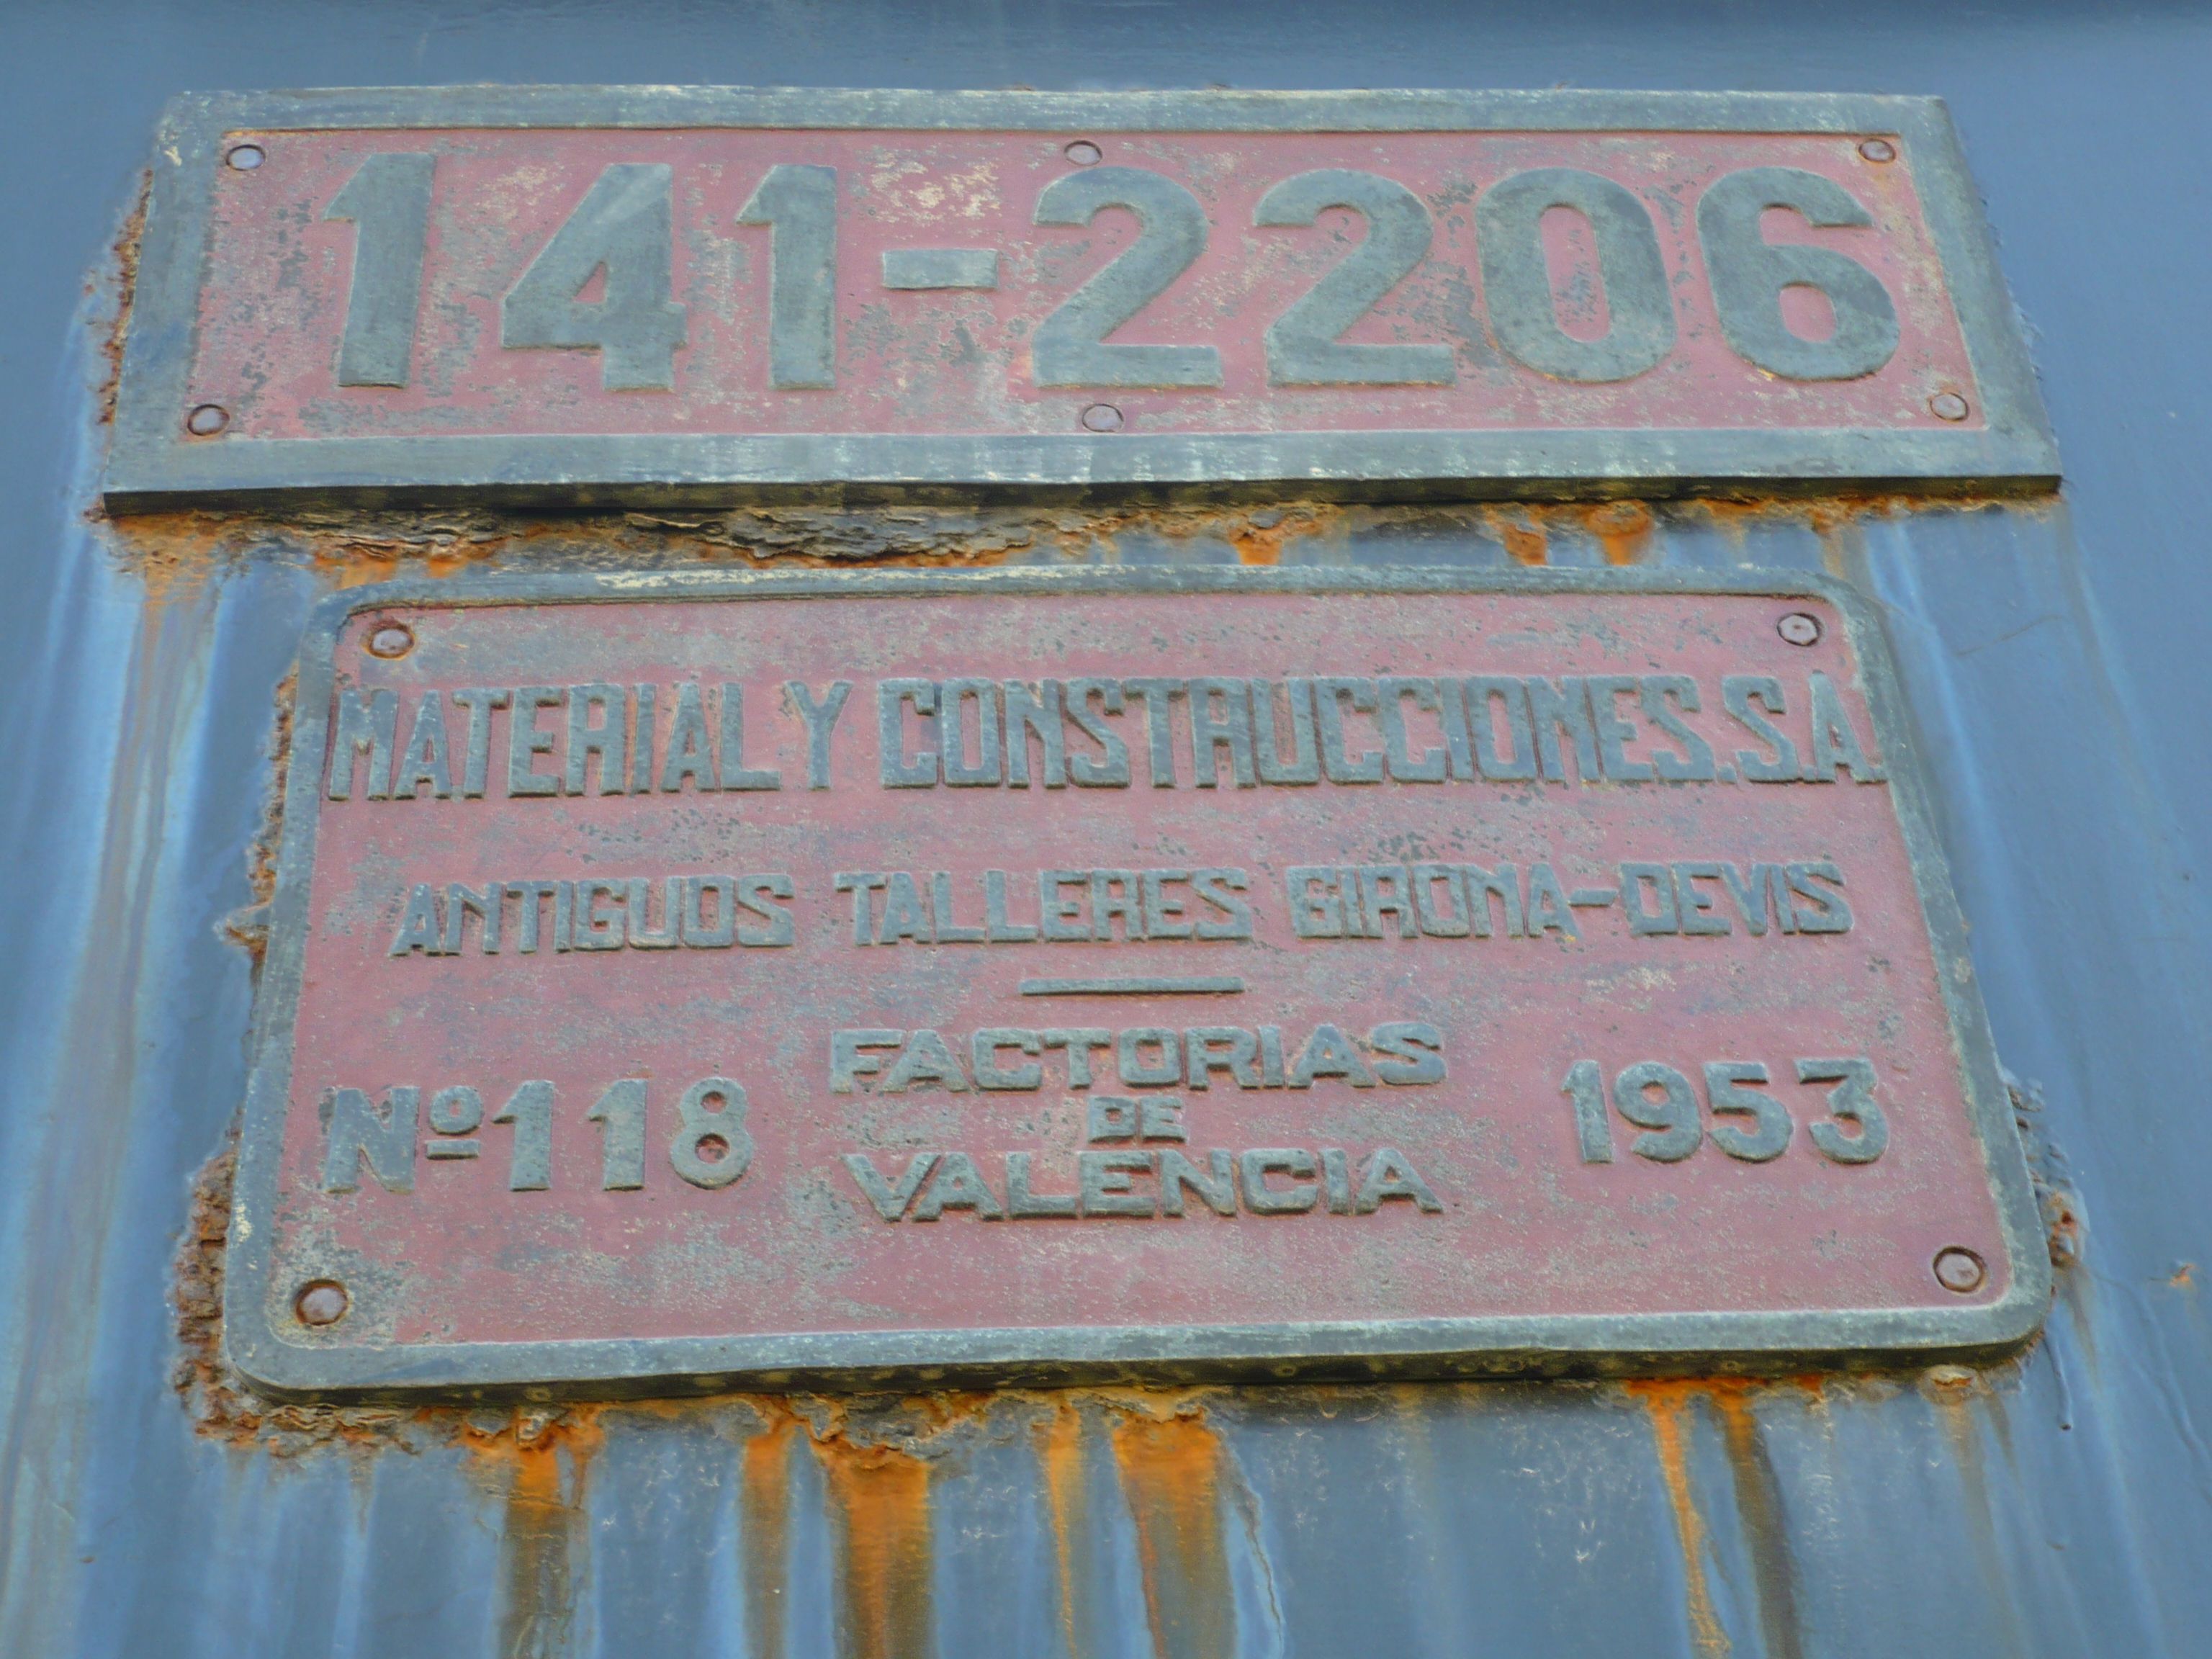 141-2206
MATERIAL Y CONSTRUCCIONES.S.A.
ANTIGUOS TALLERES GIRONA-DEVIS
Nº118
FACTORIAS
DE
VALENCIA
1953